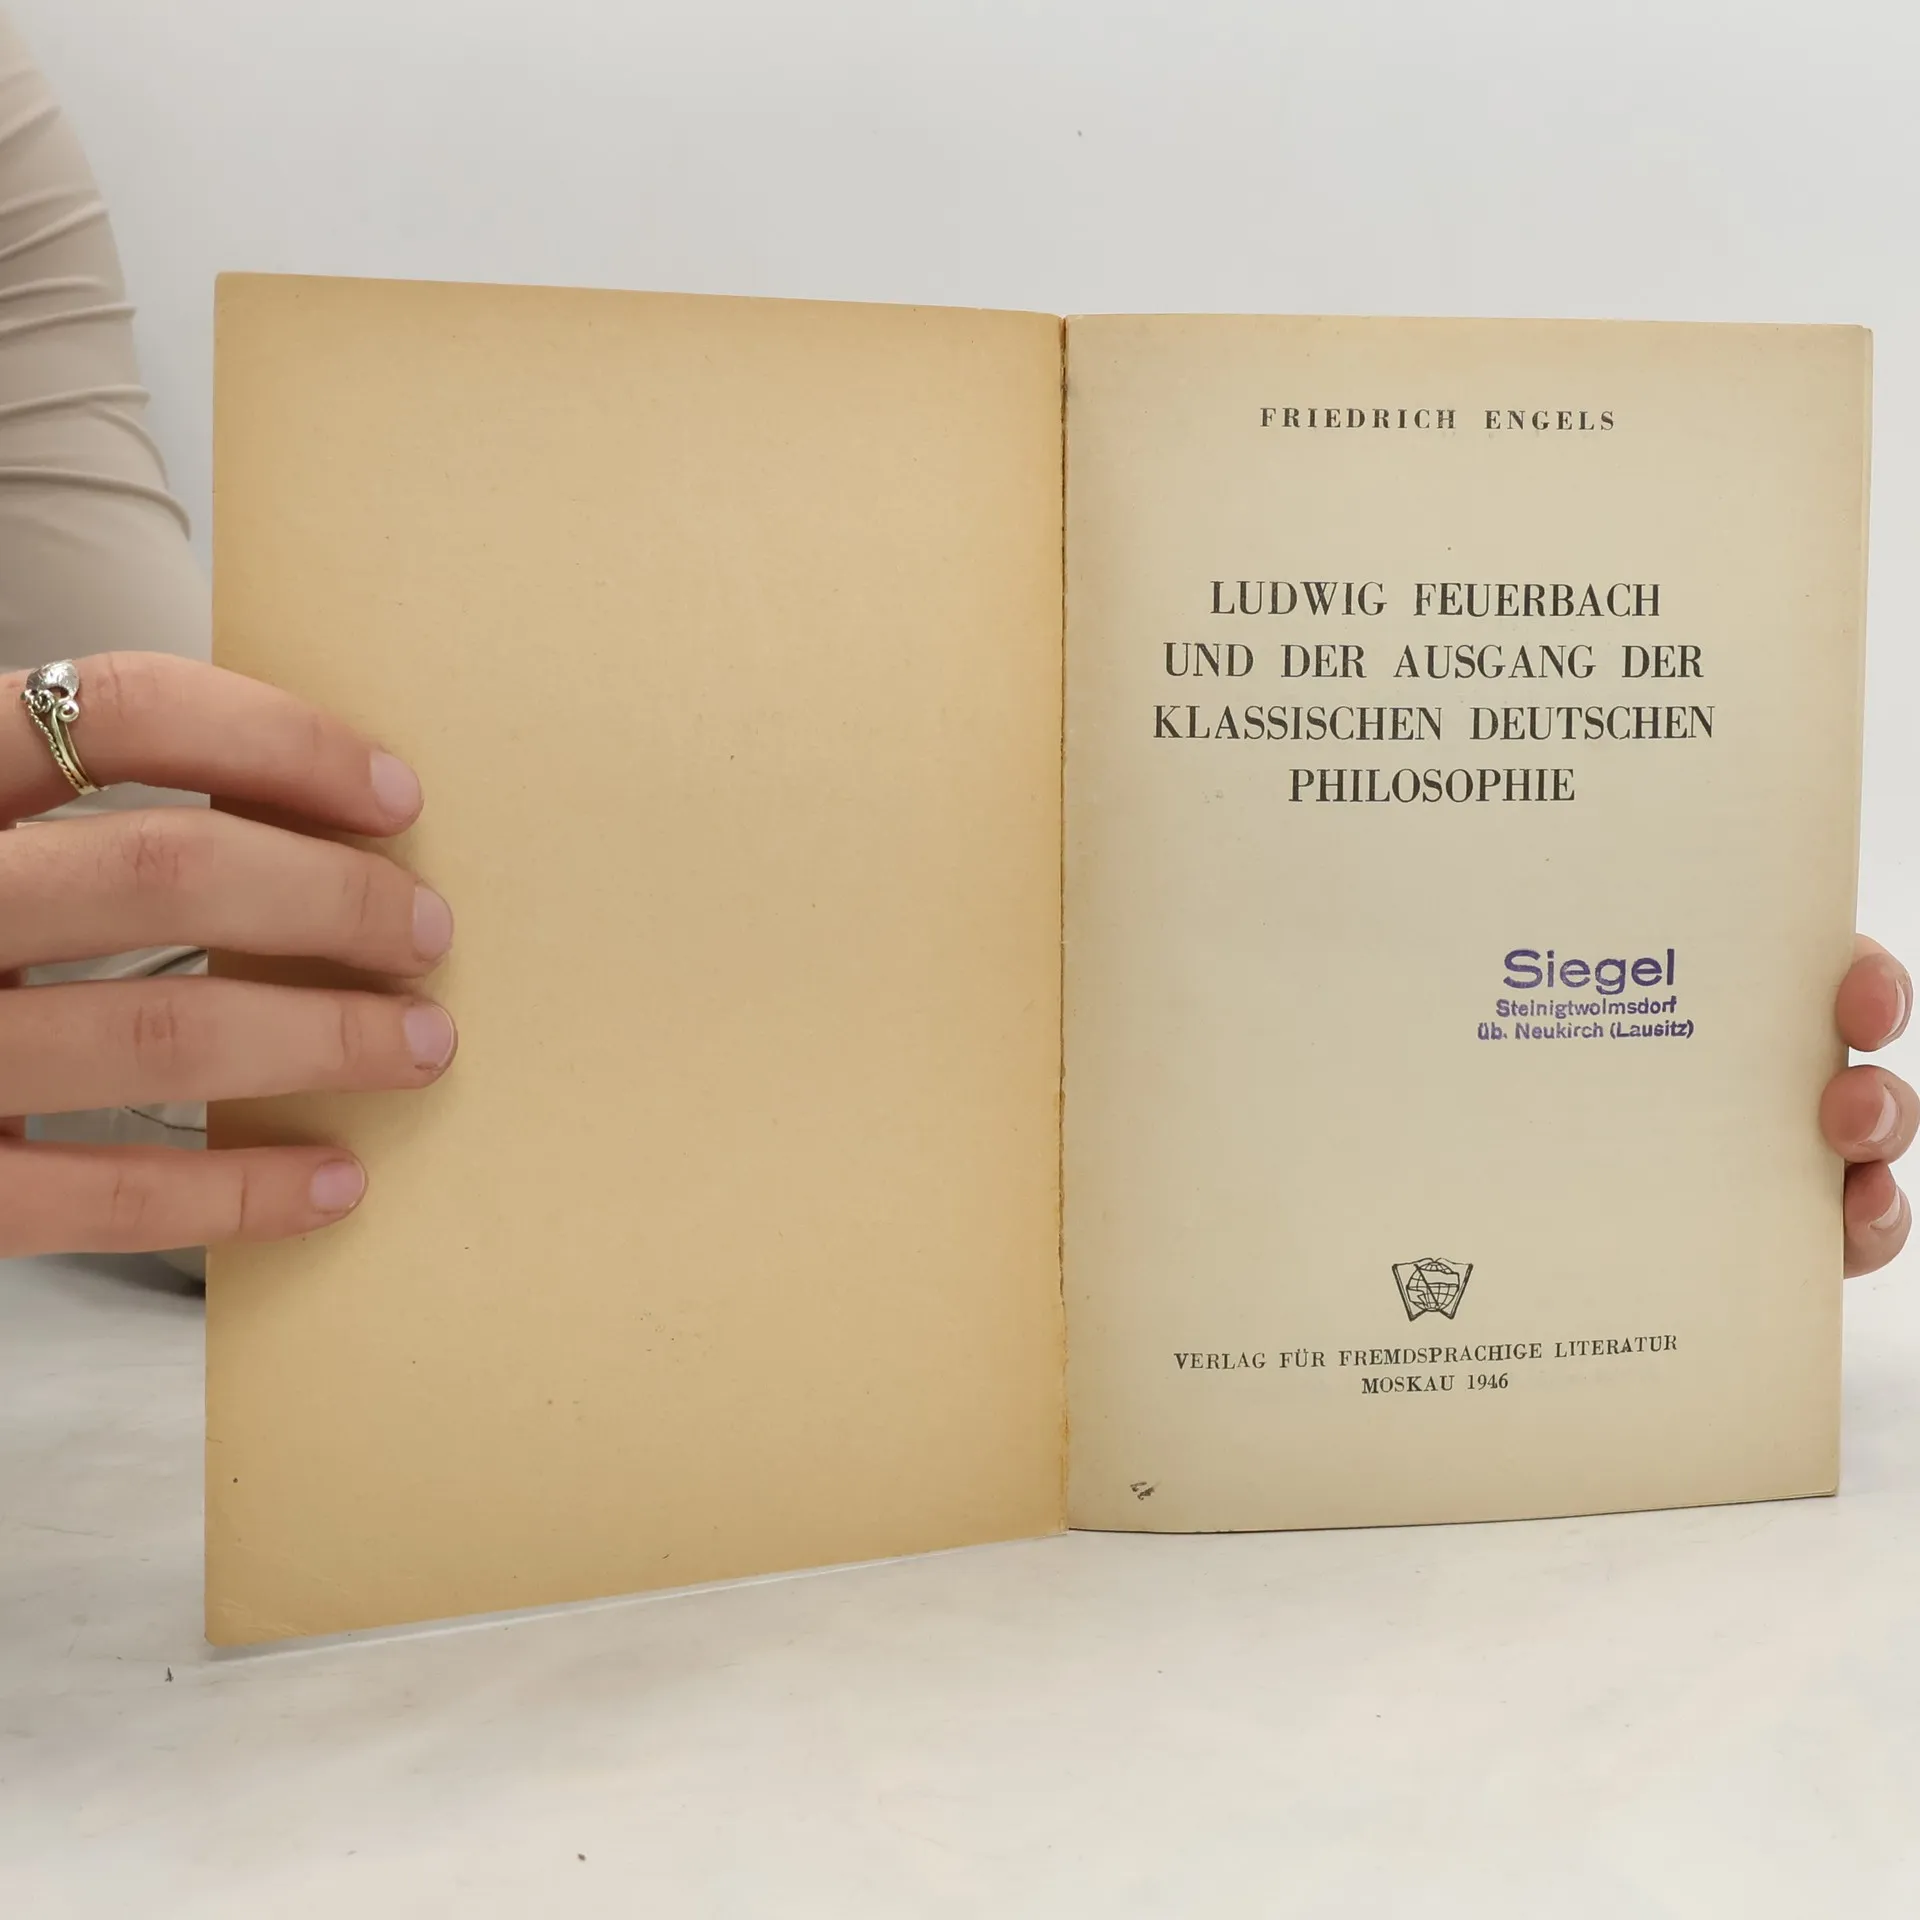 FRIEDRICH ENGELS
LUDWIG FEUERBACH
UND DER AUSGANG DER
KLASSISCHEN DEUTSCHEN
PHILOSOPHIE
Siegel
Steinigtwolmsdorf
üb. Neukirch (Lausitz)
VERLAG FÜR FREMDSPRACHIGE LITERATUR
MOSKAU 1946